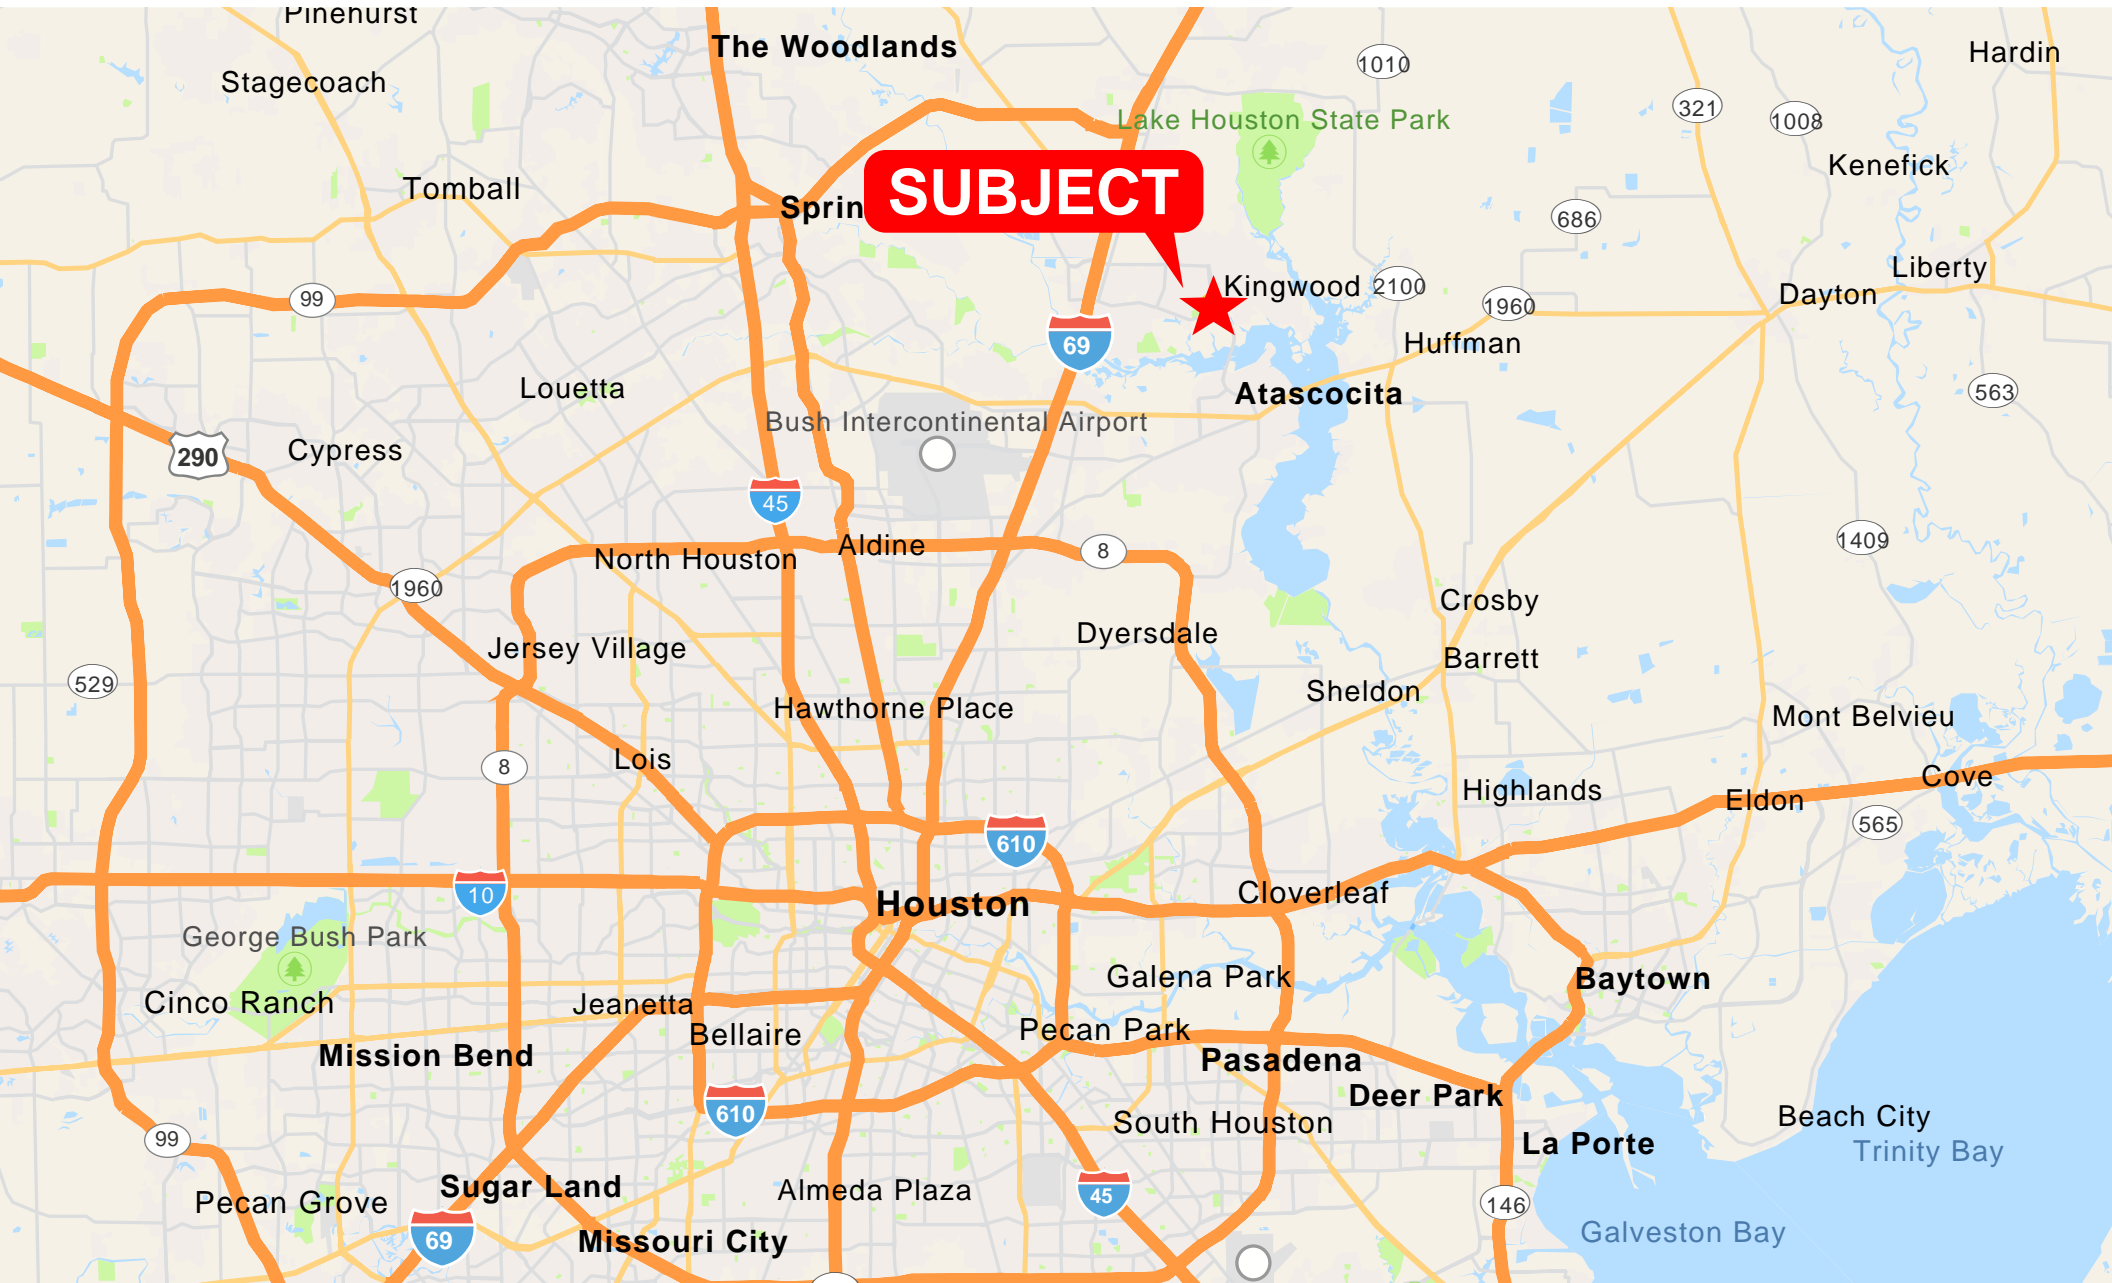 Pinehurst
The Woodlands
Hardin
1010
Stagecoach
321
1008
Lake Houston State Park
Kenefick
Tomball
SUBJECT
Sprin
686
Liberty
Kingwood
2100
Dayton
99
1960
69
Huffman
Louetta
Atascocita
563
Bush Intercontinental Airport
290
Cypress
45
1409
North Houston
Aldine
8
1960
Crosby
Jersey Village
Dyersdale
Barrett
529
Sheldon
Hawthorne Place
Mont Belvieu
8
Lois
Highlands
Eldon
Cove
565
610
10
Houston
Cloverleaf
George Bush Park
Galena Park
Baytown
Cinco Ranch
Jeanetta
Bellaire
Pecan Park
Mission Bend
Pasadena
Deer Park
610
South Houston
Beach City
99
La Porte
Trinity Bay
Sugar Land
Almeda Plaza
45
Pecan Grove
146
69
Missouri City
Galveston Bay